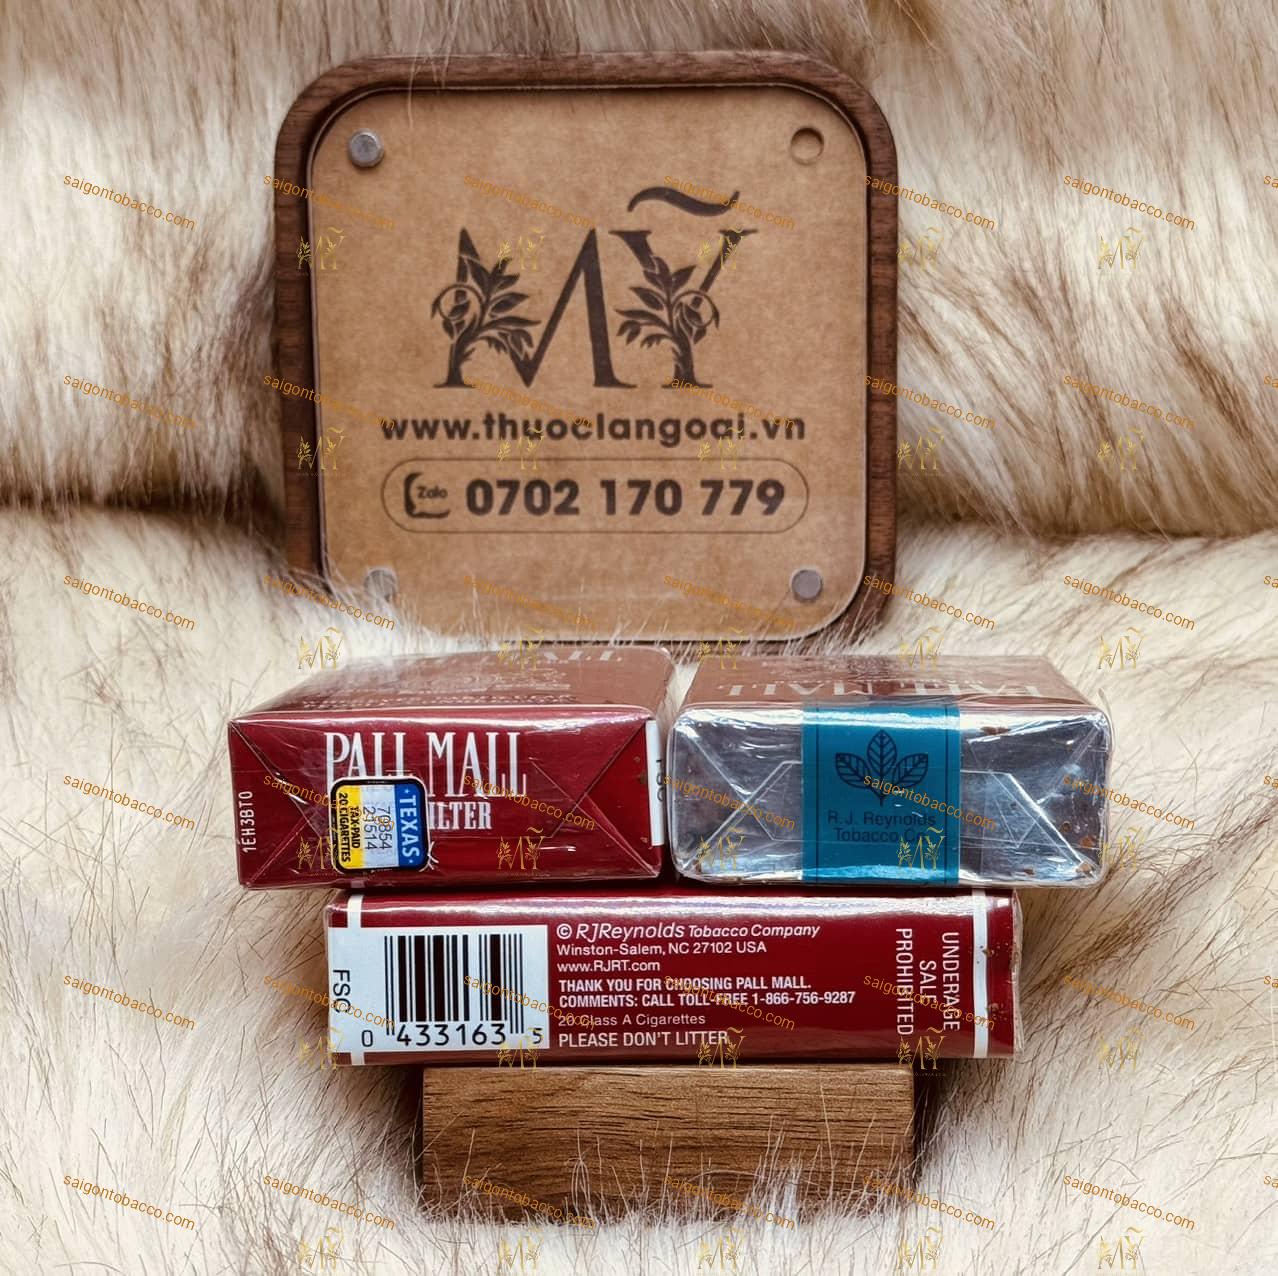 MỸ
www.thuoclangoai.vn
Zalo
0702 170 779
PALL MALL
PALL MALL
FILTER
1EH3BTO
TEXAS
TAX-PAID
20 CIGARETTES
R. J. Reynolds
Tobacco Co.
FSC
0 433163 5
© RJReynolds Tobacco Company
Winston-Salem, NC 27102 USA
www.RJRT.com
THANK YOU FOR CHOOSING PALL MALL.
COMMENTS: CALL TOLL-FREE 1-866-756-9287
20 Class A Cigarettes
PLEASE DON'T LITTER
UNDERAGE
SALE
PROHIBITED
saigontobacco.com